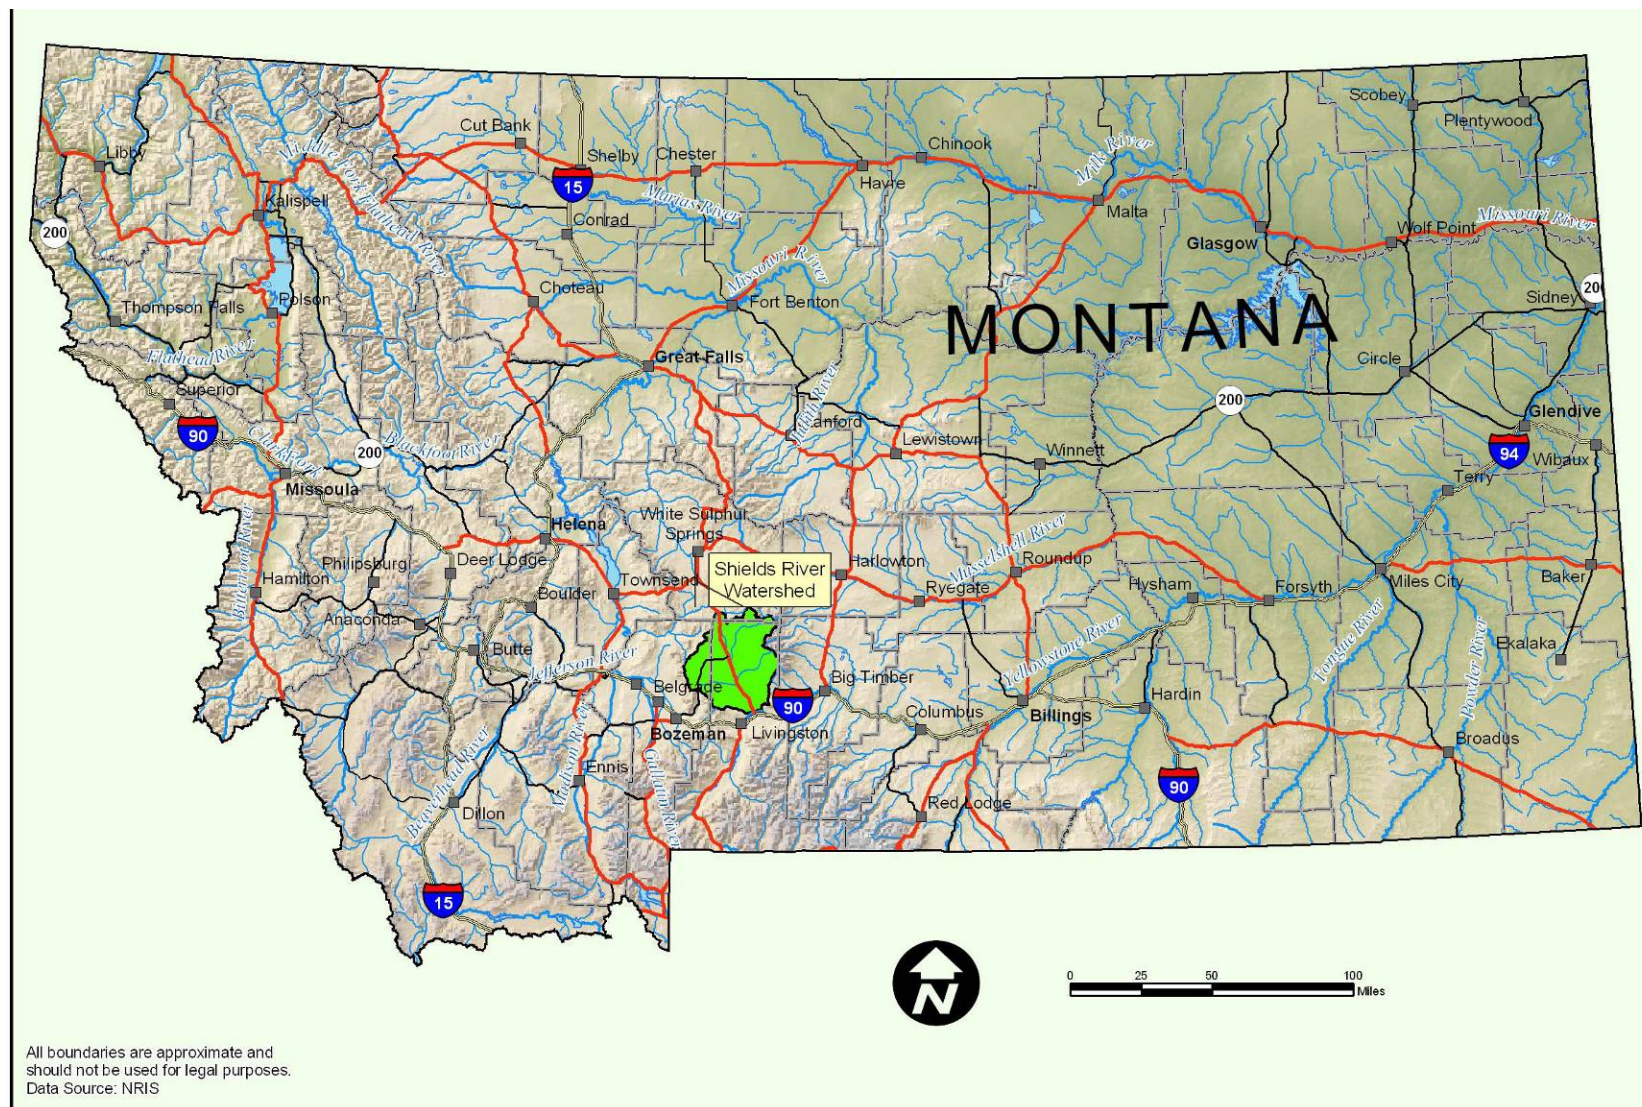 Scobey
Plentywood
Cut Bank
Chinook
Milk River
Libby
Middle Fork Flathead River
Shelby
Chester
15
Havre
Marias River
Kalispell
Malta
Conrad
200
Wolf Point
Missouri River
Glasgow
Missouri River
Choteau
Fort Benton
Sidney
20
Thompson Falls
Polson
MONTANA
Flathead River
Great Falls
Circle
Superior
200
Judith River
Glendive
90
Clark Fork
Blackfoot River
200
anford
Lewistown
Winnett
94
Wibaux
Missoula
Terry
White Sulphur
Springs
Helena
Bitterroot River
Musselshell River
Philipsburg
Deer Lodge
Shields River
Watershed
Harlowton
Roundup
Hamilton
Townsend
Ryegate
Hysham
Forsyth
Miles City
Baker
Boulder
Anaconda
Butte
Jefferson River
Yellowstone River
Tongue River
Powder River
Ekalaka
Belgrade
90
Big Timber
Hardin
Columbus
Billings
Bozeman
Livingston
Broadus
Beaverhead River
Madison River
Gallatin River
Ennis
90
Dillon
Red Lodge
15
N
0 25 50 100
Miles
All boundaries are approximate and
should not be used for legal purposes.
Data Source: NRIS